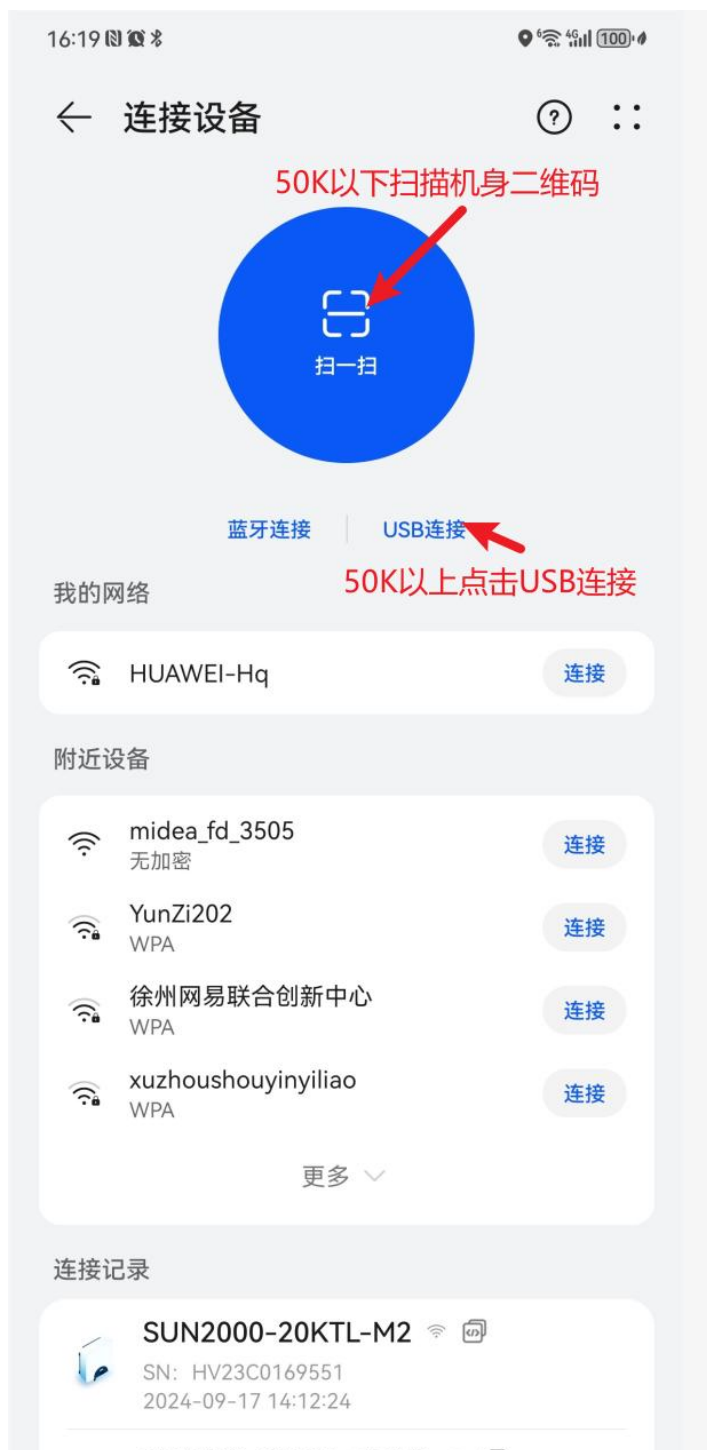 16:19
6 4G 100
连接设备
50K以下扫描机身二维码
扫一扫
蓝牙连接 USB连接
50K以上点击USB连接
我的网络
HUAWEI-Hq 连接
附近设备
midea_fd_3505
无加密
连接
YunZi202
WPA
连接
徐州网易联合创新中心
WPA
连接
xuzhoushouyinyiliao
WPA
连接
更多
连接记录
SUN2000-20KTL-M2
SN: HV23C0169551
2024-09-17 14:12:24